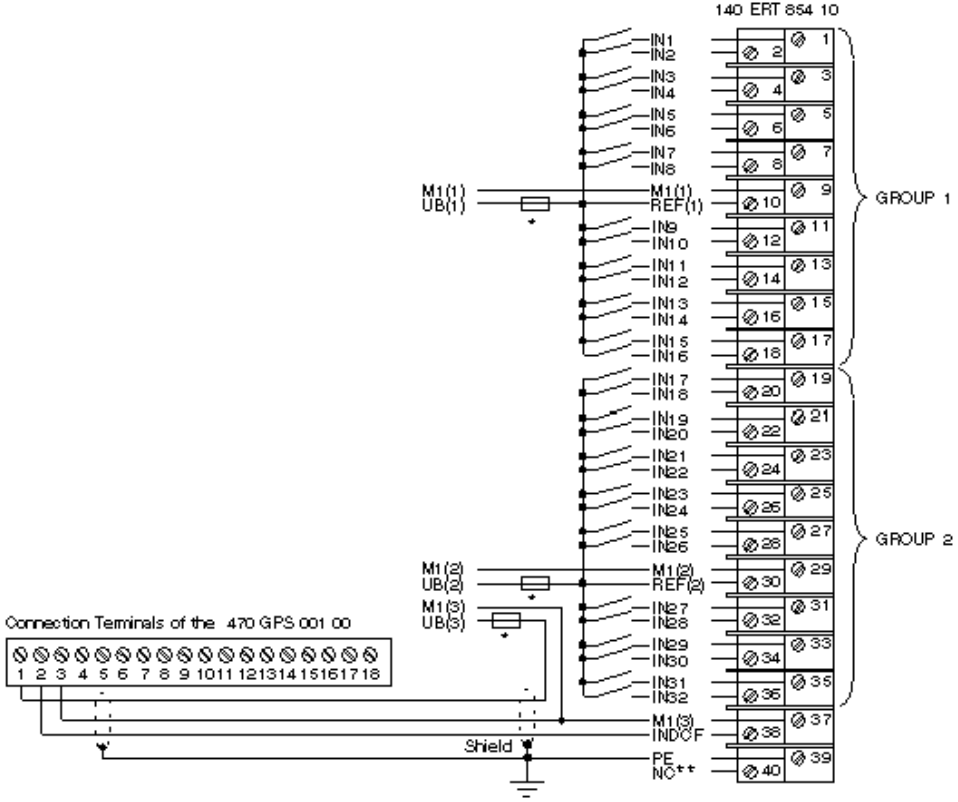 140 ERT 854 10
IN1 1
IN2 2
IN3 3
IN4 4
IN5 5
IN6 6
IN7 7
IN8 8
M1(1) M1(1) 9
UB(1) REF(1) 10
*
GROUP 1
IN9 11
IN10 12
IN11 13
IN12 14
IN13 15
IN14 16
IN15 17
IN16 18
IN17 19
IN18 20
IN19 21
IN20 22
IN21 23
IN22 24
IN23 25
IN24 26
IN25 27
IN26 28
GROUP 2
M1(2) M1(2) 29
UB(2) REF(2) 30
*
M1(3) IN27 31
UB(3) IN28 32
*
Connection Terminals of the 470 GPS 001 00
IN29 33
IN30 34
1 2 3 4 5 6 7 8 9 10 11 12 13 14 15 16 17 18
IN31 35
IN32 36
M1(3) 37
INDCF 38
Shield
PE 39
NC** 40